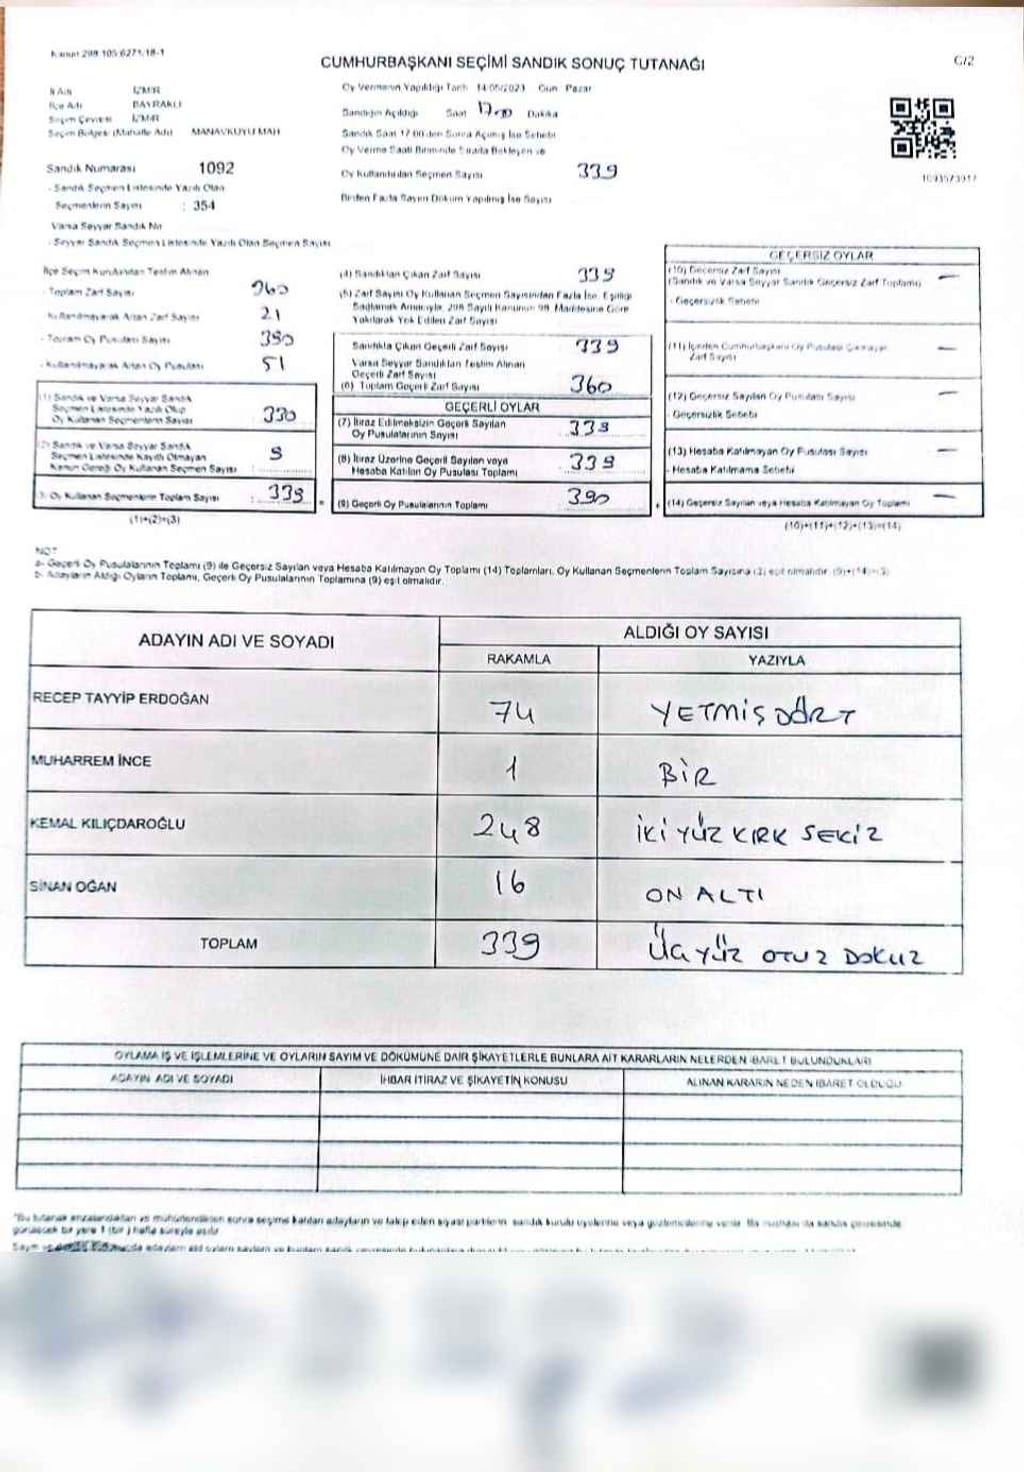 Kanun 298.105.6271.18-1
CUMHURBAŞKANI SEÇİMİ SANDIK SONUÇ TUTANAĞI
İl Adı İZMİR
İlçe Adı BAYRAKLI
Seçim Çevresi İZMİR
Seçim Bölgesi (Mahalle Adı) MANAVKUYU MAH
Sandık Numarası 1092
- Sandık Seçmen Listesinde Yazılı Olan
Seçmenlerin Sayısı : 354
Varsa Seyyar Sandık No
- Seyyar Sandık Seçmen Listesinde Yazılı Olan Seçmen Sayısı
Oy Vermenin Yapıldığı Tarih 14/05/2023 Gün Pazar
Sandığın Açıldığı Saat 17:00 Dakika
Sandık Saat 17:00'den Sonra Açılmış İse Sebebi
Oy Verme Saati Bitiminde Sırada Bekleyen ve
Oy Kullandırılan Seçmen Sayısı 339
Birden Fazla Sayım Döküm Yapılmış İse Sayısı
İlçe Seçim Kurulundan Teslim Alınan
- Toplam Zarf Sayısı 360
- Kullanılmayarak Artan Zarf Sayısı 21
- Toplam Oy Pusulası Sayısı 390
- Kullanılmayarak Artan Oy Pusulası 51
(1) Sandık ve Varsa Seyyar Sandık
Seçmen Listesinde Yazılı Olup
Oy Kullanan Seçmenlerin Sayısı 330
(2) Sandık ve Varsa Seyyar Sandık
Seçmen Listesinde Kayıtlı Olmayan
Kanun Gereği Oy Kullanan Seçmen Sayısı 9
(3) Oy Kullanan Seçmenlerin Toplam Sayısı 339
(1)+(2)=(3)
(4) Sandıktan Çıkan Zarf Sayısı 339
(5) Zarf Sayısı Oy Kullanan Seçmen Sayısından Fazla İse, Eşitliği
Sağlamak Amacıyla, 298 Sayılı Kanunun 98. Maddesine Göre
Yakılarak Yok Edilen Zarf Sayısı
Sandıkta Çıkan Geçerli Zarf Sayısı 339
Varsa Seyyar Sandıktan Teslim Alınan
Geçerli Zarf Sayısı
(6) Toplam Geçerli Zarf Sayısı 360
GEÇERLİ OYLAR
(7) İtiraz Edilmeksizin Geçerli Sayılan
Oy Pusulalarının Sayısı 339
(8) İtiraz Üzerine Geçerli Sayılan veya
Hesaba Katılan Oy Pusulası Toplamı 339
(9) Geçerli Oy Pusulalarının Toplamı 390
GEÇERSİZ OYLAR
(10) Geçersiz Zarf Sayısı —
(Sandık ve Varsa Seyyar Sandık Geçersiz Zarf Toplamı)
- Geçersizlik Sebebi
(11) İçinden Cumhurbaşkanı Oy Pusulası Çıkmayan —
Zarf Sayısı
(12) Geçersiz Sayılan Oy Pusulası Sayısı —
- Geçersizlik Sebebi
(13) Hesaba Katılmayan Oy Pusulası Sayısı —
- Hesaba Katılmama Sebebi
(14) Geçersiz Sayılan veya Hesaba Katılmayan Oy Toplamı —
(10)+(11)+(12)+(13)=(14)
NOT
a- Geçerli Oy Pusulalarının Toplamı (9) ile Geçersiz Sayılan veya Hesaba Katılmayan Oy Toplamı (14) Toplamları, Oy Kullanan Seçmenlerin Toplam Sayısına (3) eşit olmalıdır. (9)+(14)=(3)
b- Adayların Aldığı Oyların Toplamı, Geçerli Oy Pusulalarının Toplamına (9) eşit olmalıdır.
ADAYIN ADI VE SOYADI ALDIĞI OY SAYISI
RAKAMLA YAZIYLA
RECEP TAYYİP ERDOĞAN 74 YETMİŞ DÖRT
MUHARREM İNCE 1 BİR
KEMAL KILIÇDAROĞLU 248 İKİ YÜZ KIRK SEKİZ
SİNAN OĞAN 16 ON ALTI
TOPLAM 339 ÜÇ YÜZ OTUZ DOKUZ
OYLAMA İŞ VE İŞLEMLERİNE VE OYLARIN SAYIM VE DÖKÜMÜNE DAİR ŞİKAYETLERLE BUNLARA AİT KARARLARIN NELERDEN İBARET BULUNDUKLARI
ADAYIN ADI VE SOYADI İHBAR İTİRAZ VE ŞİKAYETİN KONUSU ALINAN KARARIN NEDEN İBARET OLDUĞU